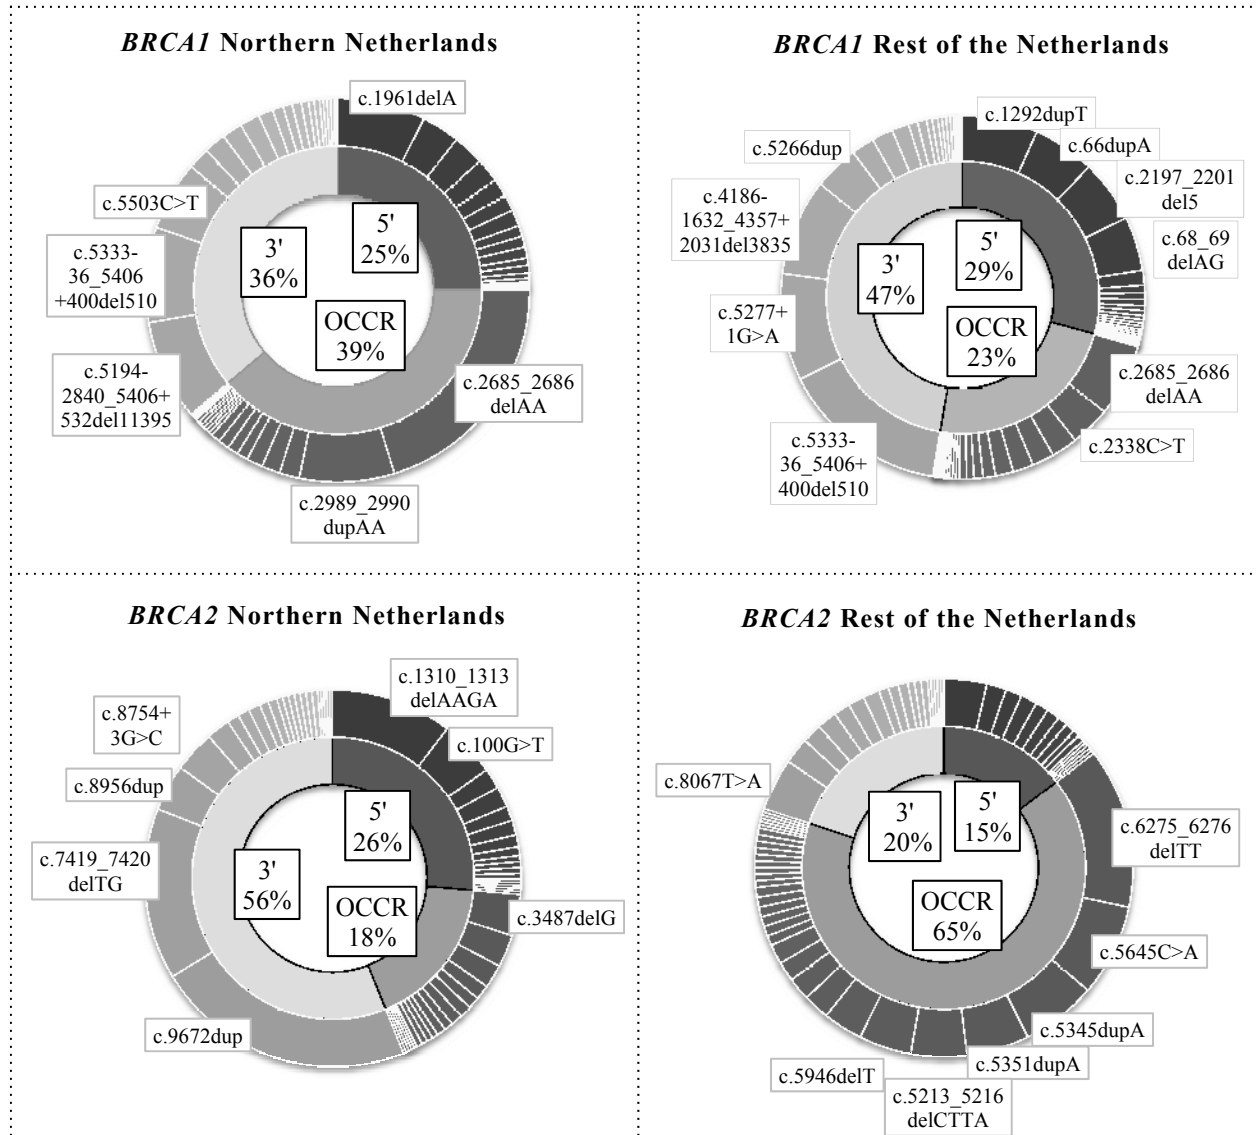 BRCA1 Northern Netherlands
c.1961delA
5'
25%
3'
36%
OCCR
39%
c.5503C>T
c.5333-
36_5406
+400del510
c.5194-
2840_5406+
532del11395
c.2685_2686
delAA
c.2989_2990
dupAA
BRCA1 Rest of the Netherlands
c.1292dupT
c.66dupA
c.2197_2201
del5
c.68_69
delAG
c.5266dup
c.4186-
1632_4357+
2031del3835
5'
29%
3'
47%
OCCR
23%
c.5277+
1G>A
c.2685_2686
delAA
c.2338C>T
c.5333-
36_5406+
400del510
BRCA2 Northern Netherlands
c.1310_1313
delAAGA
c.100G>T
c.8754+
3G>C
c.8956dup
5'
26%
3'
56%
OCCR
18%
c.7419_7420
delTG
c.3487delG
c.9672dup
BRCA2 Rest of the Netherlands
c.8067T>A
5'
15%
3'
20%
OCCR
65%
c.6275_6276
delTT
c.5645C>A
c.5345dupA
c.5351dupA
c.5946delT
c.5213_5216
delCTTA